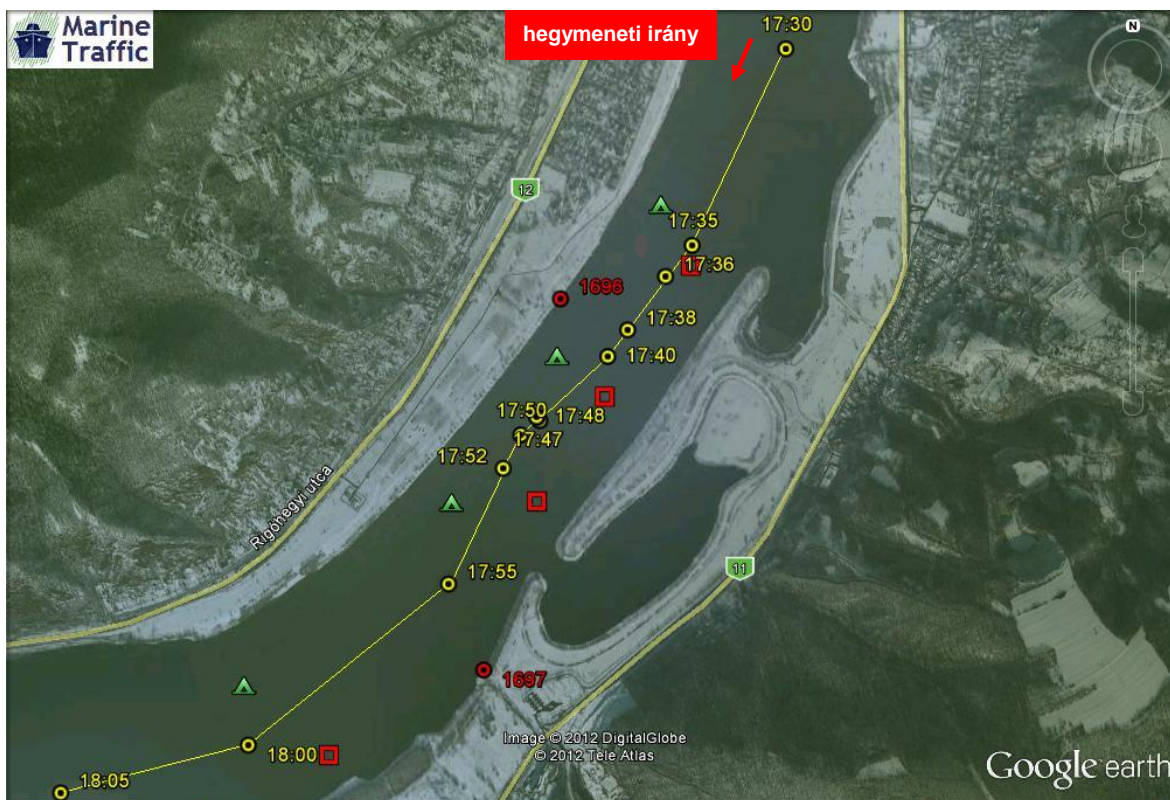 Marine
Traffic
hegymeneti irány
17:30
N
12
17:35
17:36
1696
17:38
17:40
17:50
17:48
17:47
17:52
Rigóhegyi utca
17:55
11
1697
18:00
18:05
Image © 2012 DigitalGlobe
© 2012 Tele Atlas
Google earth